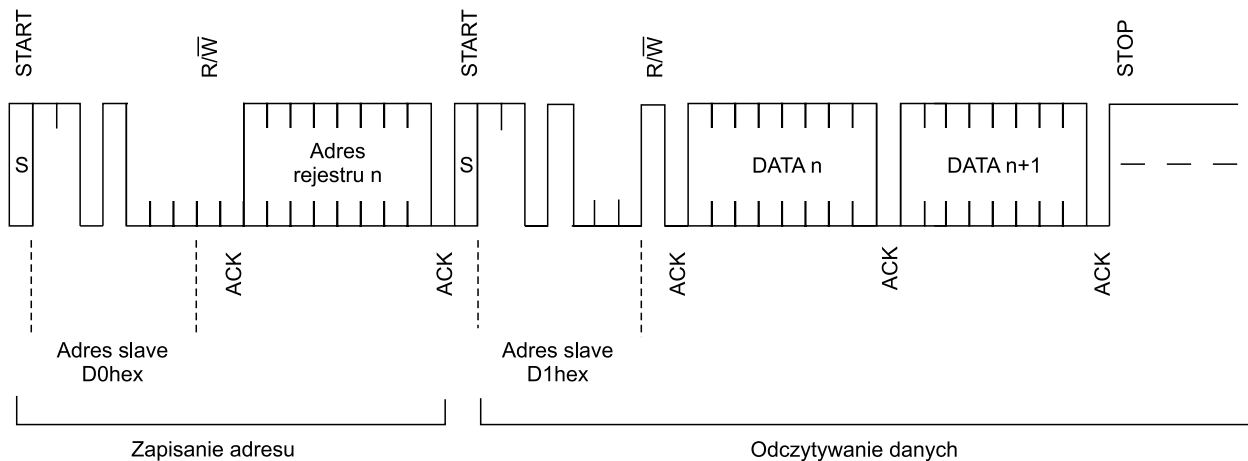 START
R/W
START
R/W
STOP
S
Adres
rejestru n
S
DATA n
DATA n+1
ACK
ACK
ACK
ACK
ACK
Adres slave
D0hex
Adres slave
D1hex
Zapisanie adresu
Odczytywanie danych